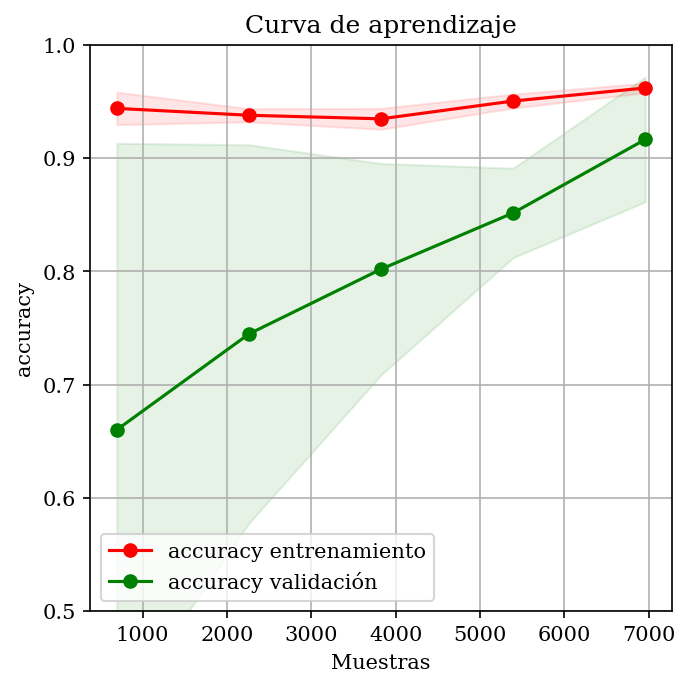 Curva de aprendizaje
1.0
0.9
0.8
0.7
0.6
0.5
accuracy
accuracy entrenamiento
accuracy validación
1000 2000 3000 4000 5000 6000 7000
Muestras